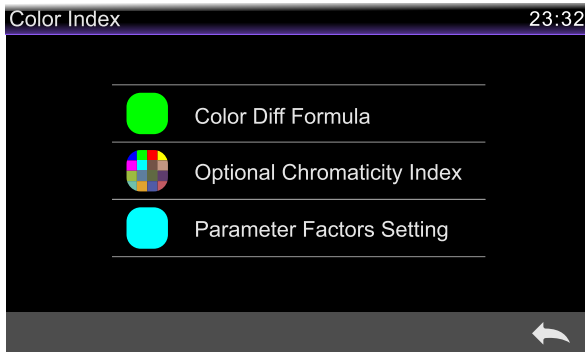 Color Index 23:32
Color Diff Formula
Optional Chromaticity Index
Parameter Factors Setting